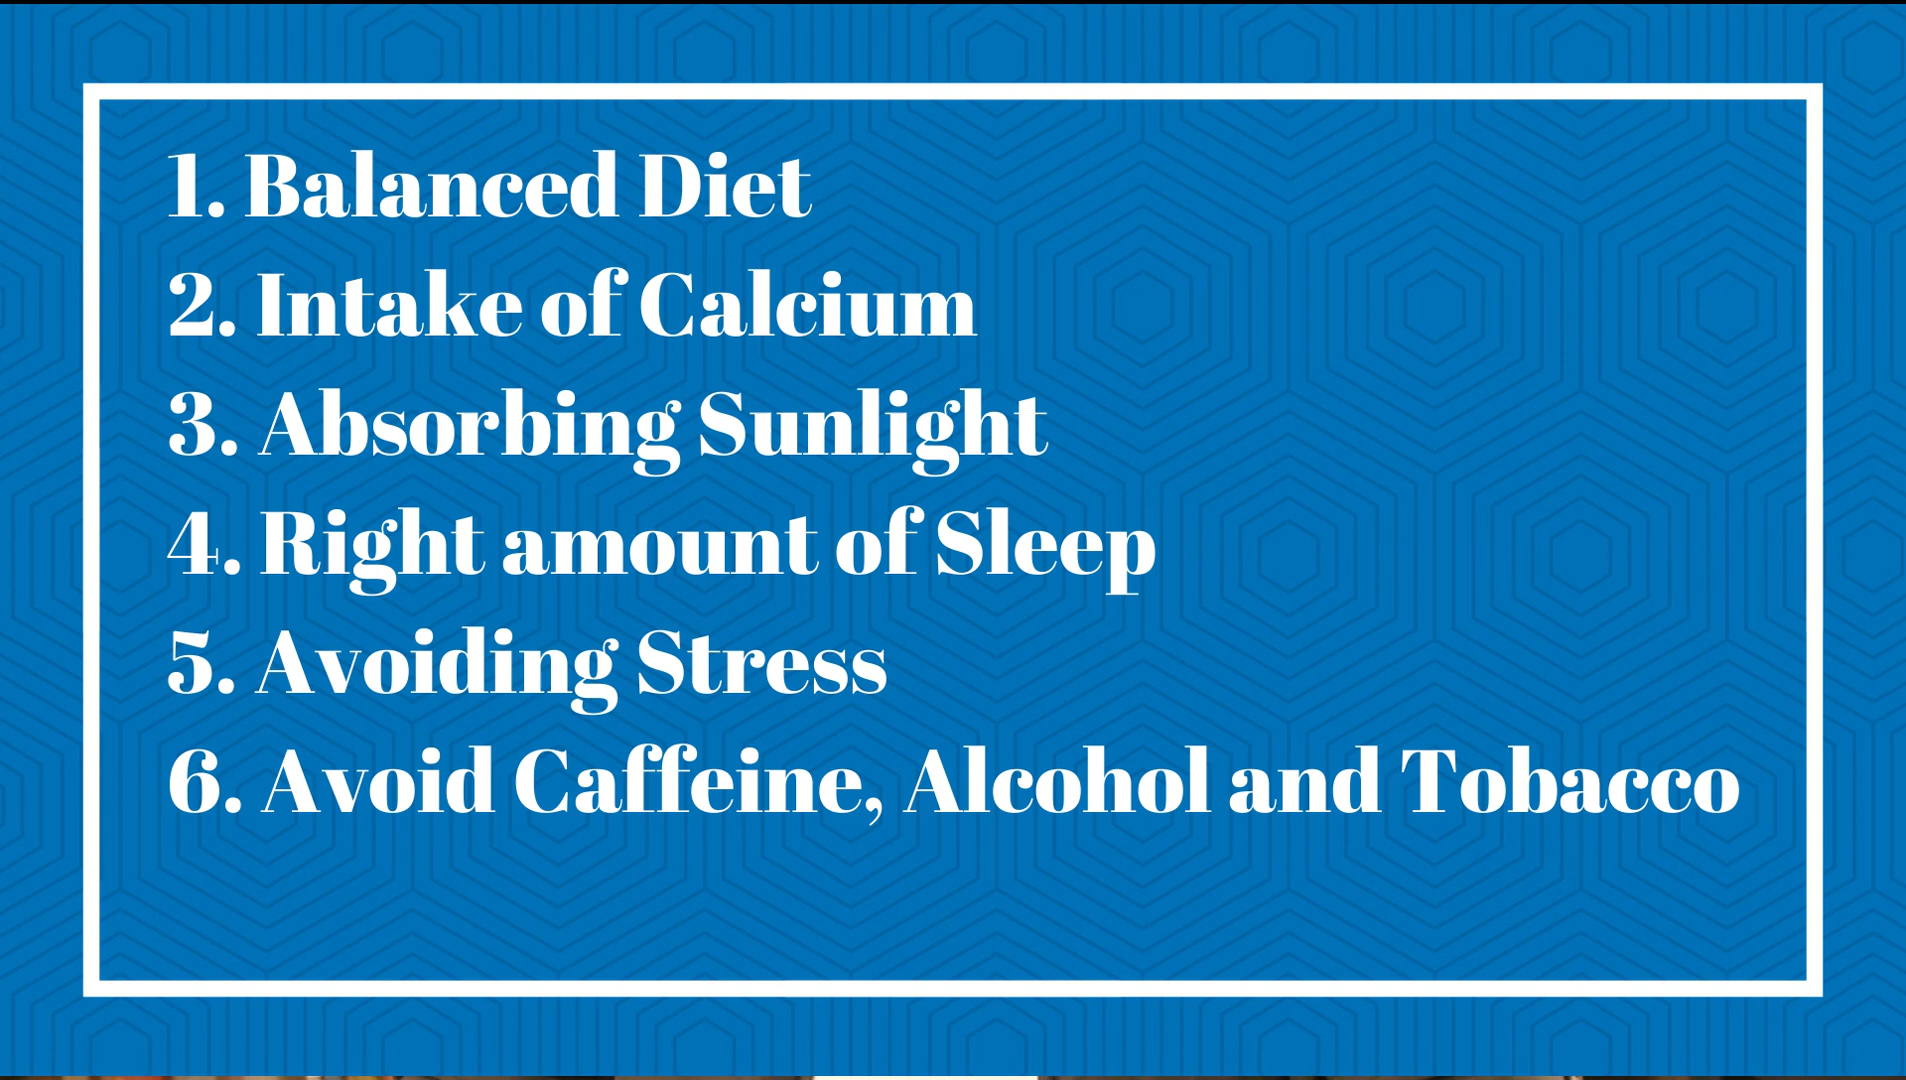 1. Balanced Diet
2. Intake of Calcium
3. Absorbing Sunlight
4. Right amount of Sleep
5. Avoiding Stress
6. Avoid Caffeine, Alcohol and Tobacco